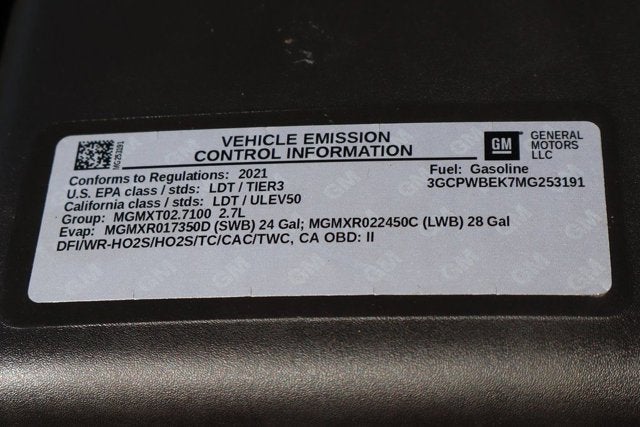 MG253191
VEHICLE EMISSION
CONTROL INFORMATION
GM
GENERAL
MOTORS
LLC
Conforms to Regulations: 2021
Fuel: Gasoline
U.S. EPA class / stds: LDT / TIER3
3GCPWBEK7MG253191
California class / stds: LDT / ULEV50
Group: MGMXT02.7100 2.7L
Evap: MGMXR017350D (SWB) 24 Gal; MGMXR022450C (LWB) 28 Gal
DFI/WR-HO2S/HO2S/TC/CAC/TWC, CA OBD: II